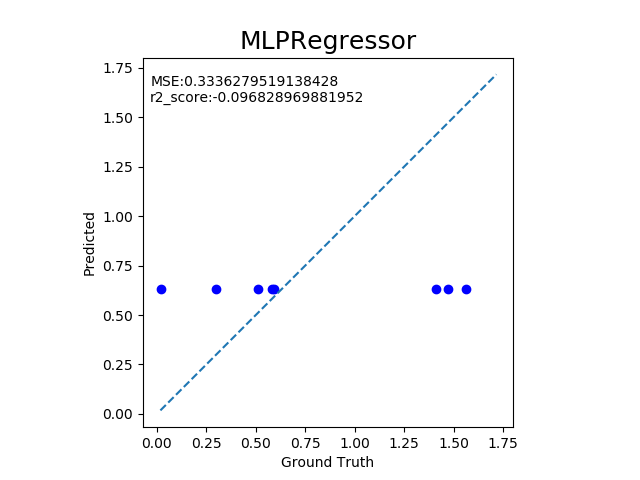 MLPRegressor
MSE:0.3336279519138428
r2_score:-0.096828969881952
1.75
1.50
1.25
1.00
0.75
0.50
0.25
0.00
Predicted
0.00 0.25 0.50 0.75 1.00 1.25 1.50 1.75
Ground Truth